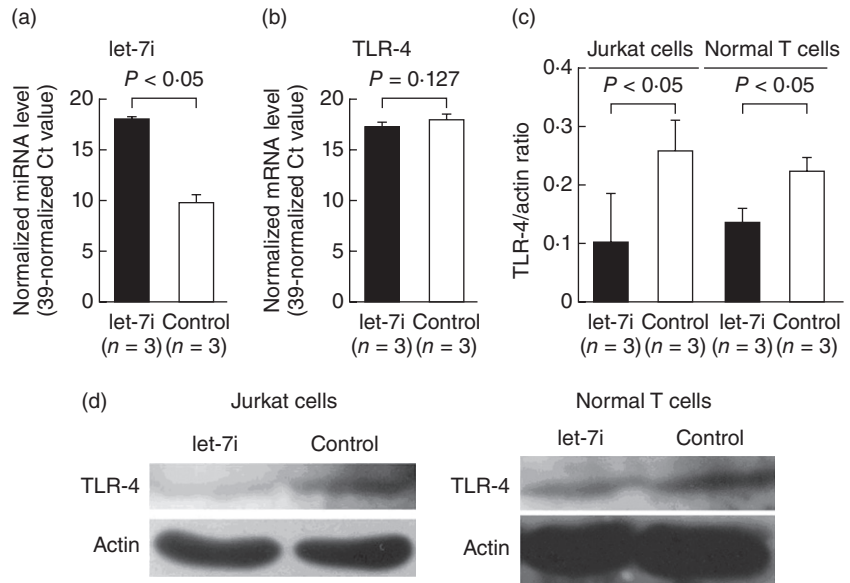 (a)
let-7i
P < 0·05
Normalized miRNA level
(39-normalized Ct value)
20
15
10
5
0
let-7i Control
(n = 3) (n = 3)
(b)
TLR-4
P = 0·127
Normalized mRNA level
(39-normalized Ct value)
20
15
10
5
0
let-7i Control
(n = 3) (n = 3)
(c)
Jurkat cells Normal T cells
P < 0·05 P < 0·05
TLR-4/actin ratio
0·4
0·3
0·2
0·1
0
let-7i Control let-7i Control
(n = 3) (n = 3) (n = 3) (n = 3)
(d)
Jurkat cells
let-7i Control
TLR-4
Actin
Normal T cells
let-7i Control
TLR-4
Actin